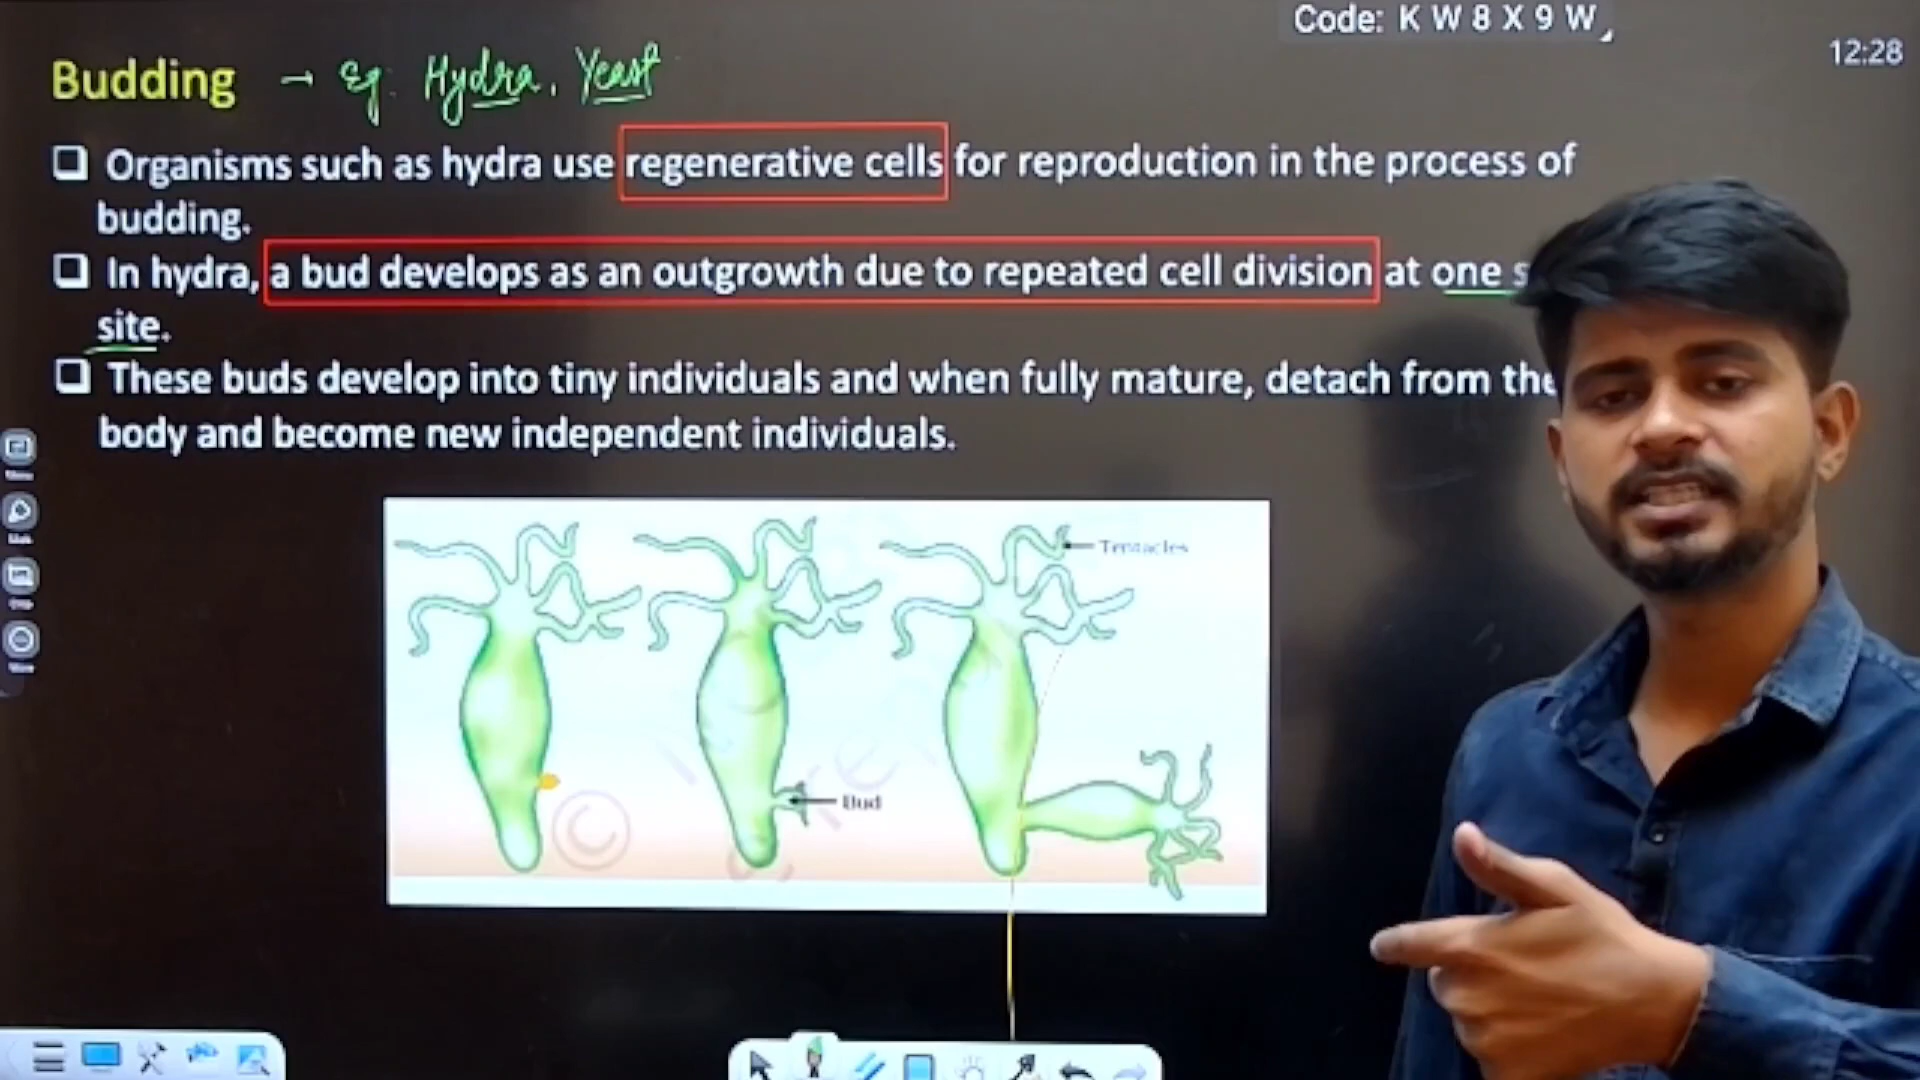 Code: K W 8 X 9 W
12:28
Budding → eg. Hydra, Yeast
❑ Organisms such as hydra use regenerative cells for reproduction in the process of
budding.
❑ In hydra, a bud develops as an outgrowth due to repeated cell division at one
site.
❑ These buds develop into tiny individuals and when fully mature, detach from the
body and become new independent individuals.
Tentacles
Bud
©